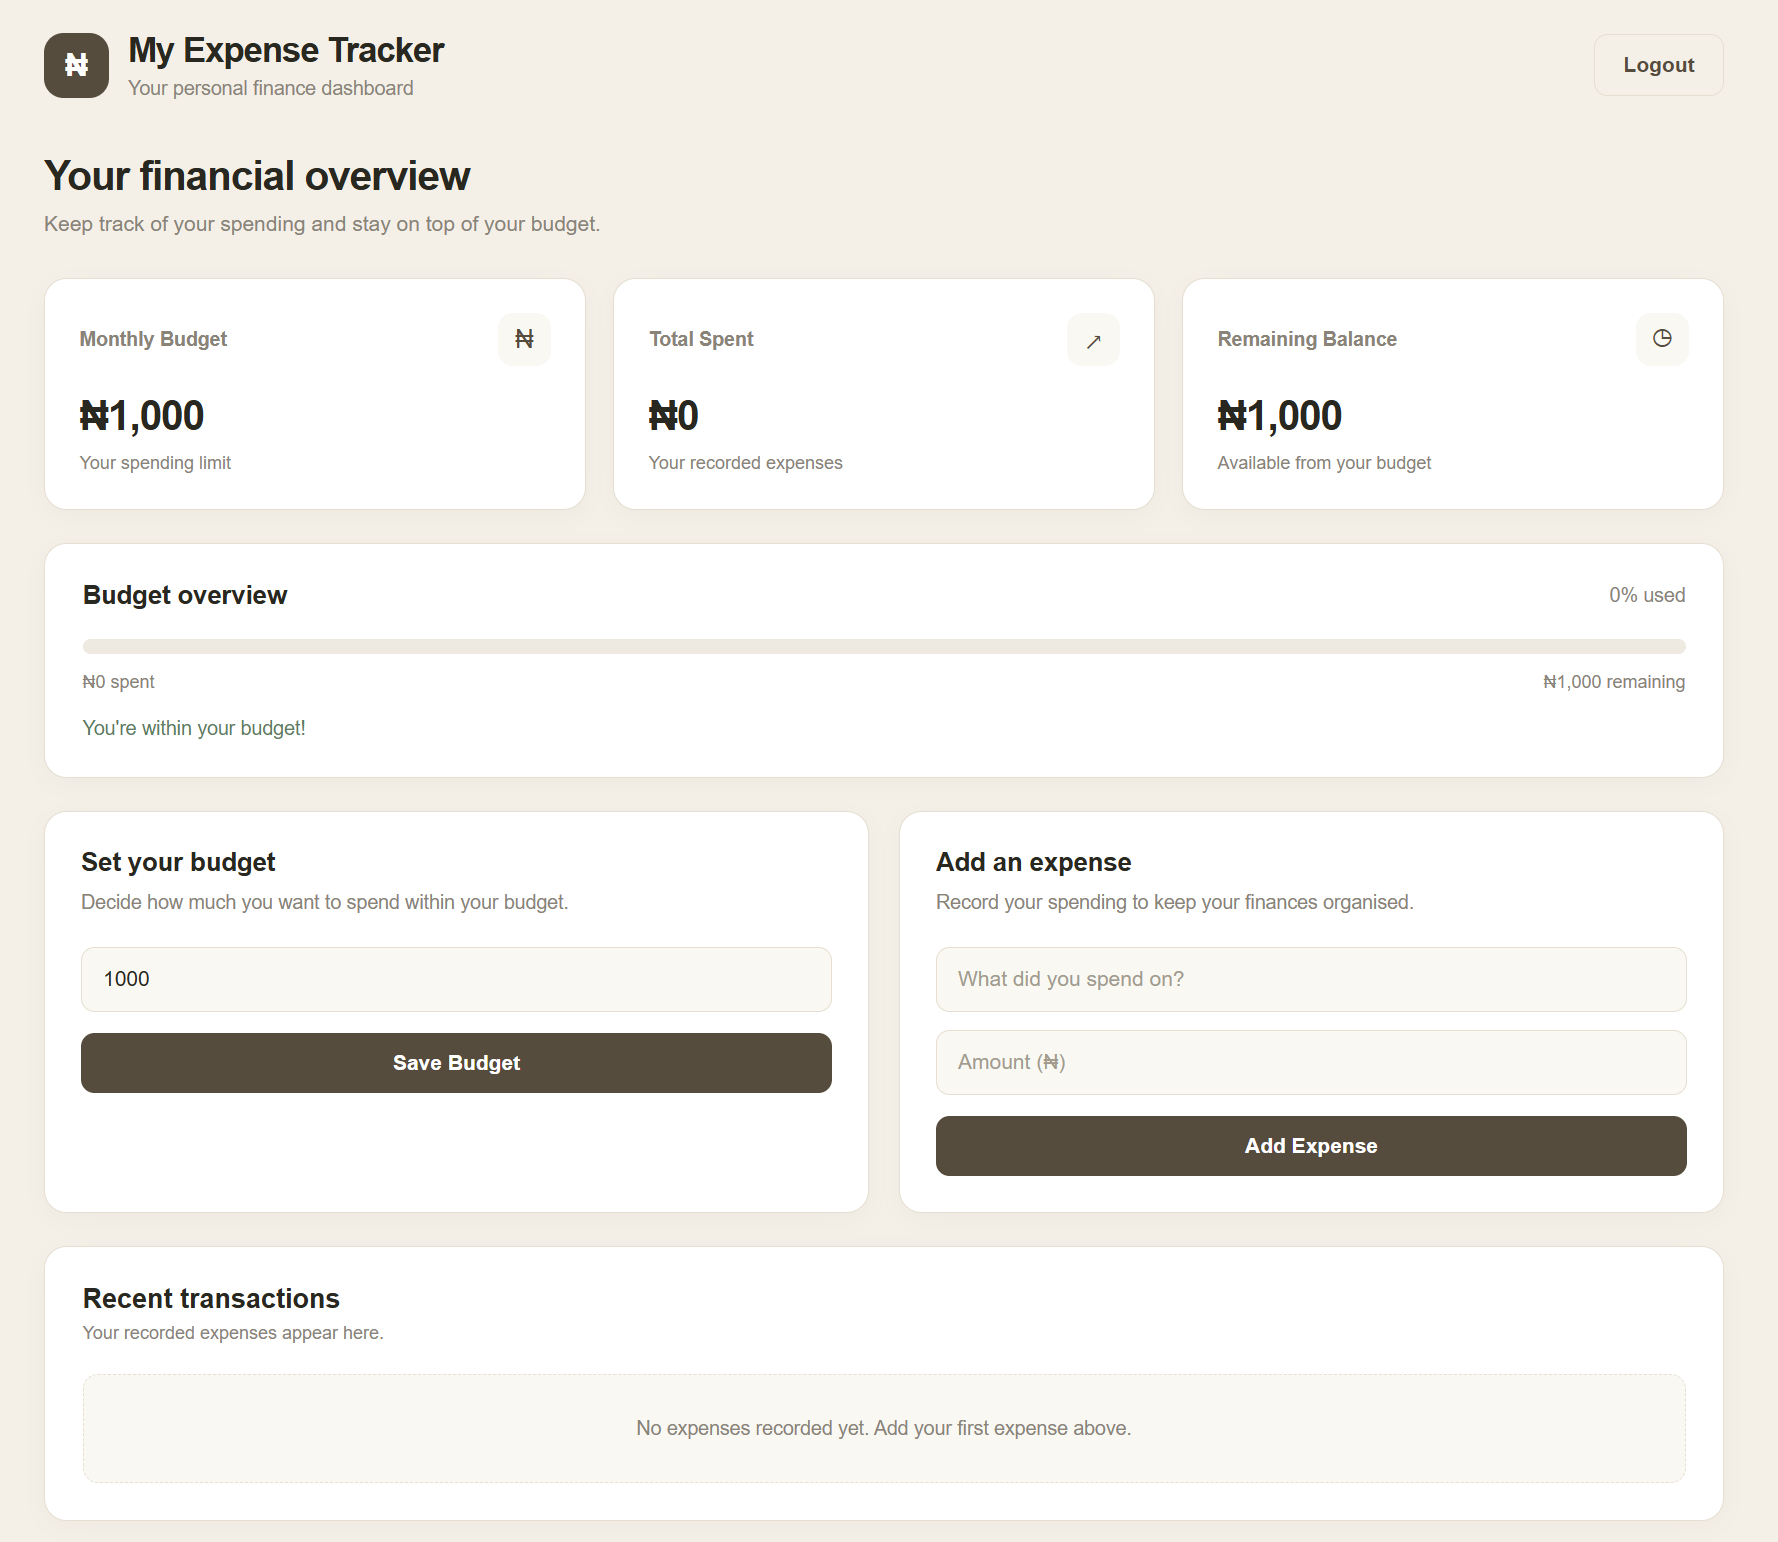 ₦
My Expense Tracker
Your personal finance dashboard
Logout
Your financial overview
Keep track of your spending and stay on top of your budget.
Monthly Budget
₦
₦1,000
Your spending limit
Total Spent
↗
₦0
Your recorded expenses
Remaining Balance
◷
₦1,000
Available from your budget
Budget overview
0% used
₦0 spent
₦1,000 remaining
You're within your budget!
Set your budget
Decide how much you want to spend within your budget.
1000
Save Budget
Add an expense
Record your spending to keep your finances organised.
What did you spend on?
Amount (₦)
Add Expense
Recent transactions
Your recorded expenses appear here.
No expenses recorded yet. Add your first expense above.